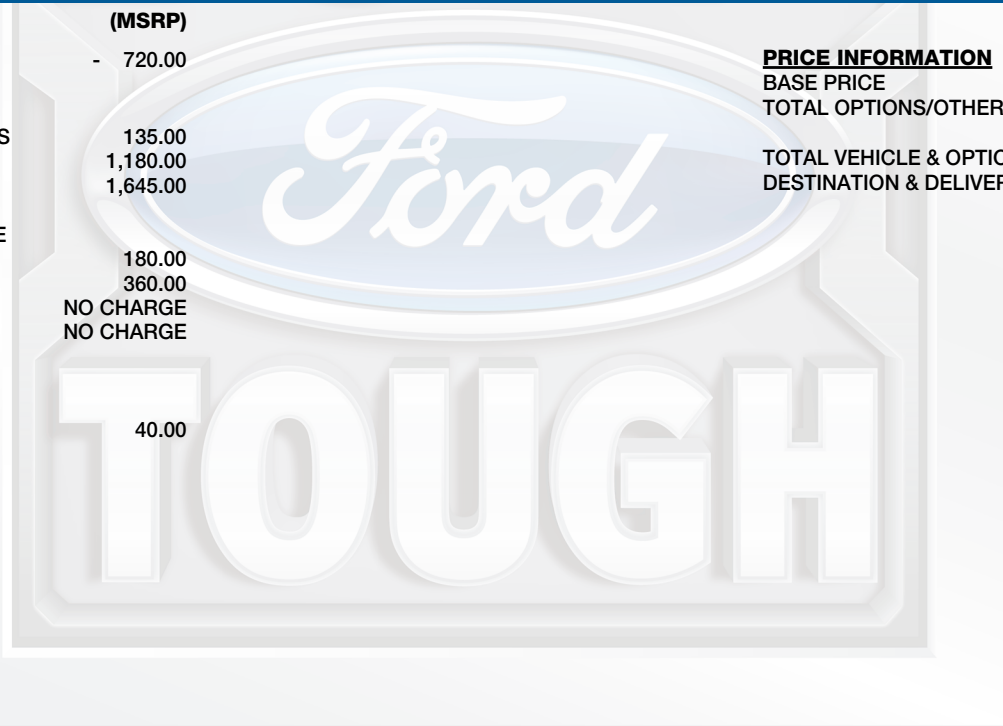 (MSRP)
- 720.00
S 135.00
1,180.00
1,645.00
E
180.00
360.00
NO CHARGE
NO CHARGE
40.00
PRICE INFORMATION
BASE PRICE
TOTAL OPTIONS/OTHER
TOTAL VEHICLE & OPTIO
DESTINATION & DELIVER
Ford
TOUGH